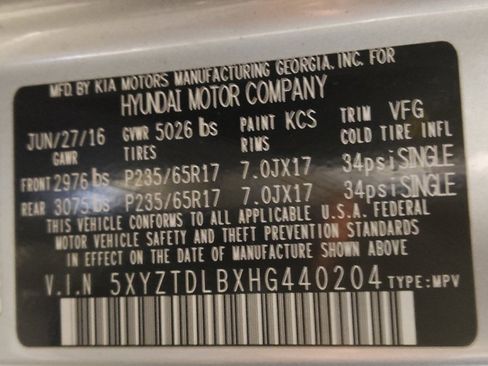 MFD. BY KIA MOTORS MANUFACTURING GEORGIA, INC. FOR
HYUNDAI MOTOR COMPANY
JUN/27/16 GVWR 5026 lbs PAINT KCS TRIM VFG
GAWR TIRES RIMS COLD TIRE INFL
FRONT 2976 lbs P235/65R17 7.0JX17 34psi SINGLE
REAR 3075 lbs P235/65R17 7.0JX17 34psi SINGLE
THIS VEHICLE CONFORMS TO ALL APPLICABLE U.S.A. FEDERAL
MOTOR VEHICLE SAFETY AND THEFT PREVENTION STANDARDS
IN EFFECT ON THE DATE OF MANUFACTURE SHOWN ABOVE.
V.I.N 5XYZTDLBXHG440204 TYPE:MPV